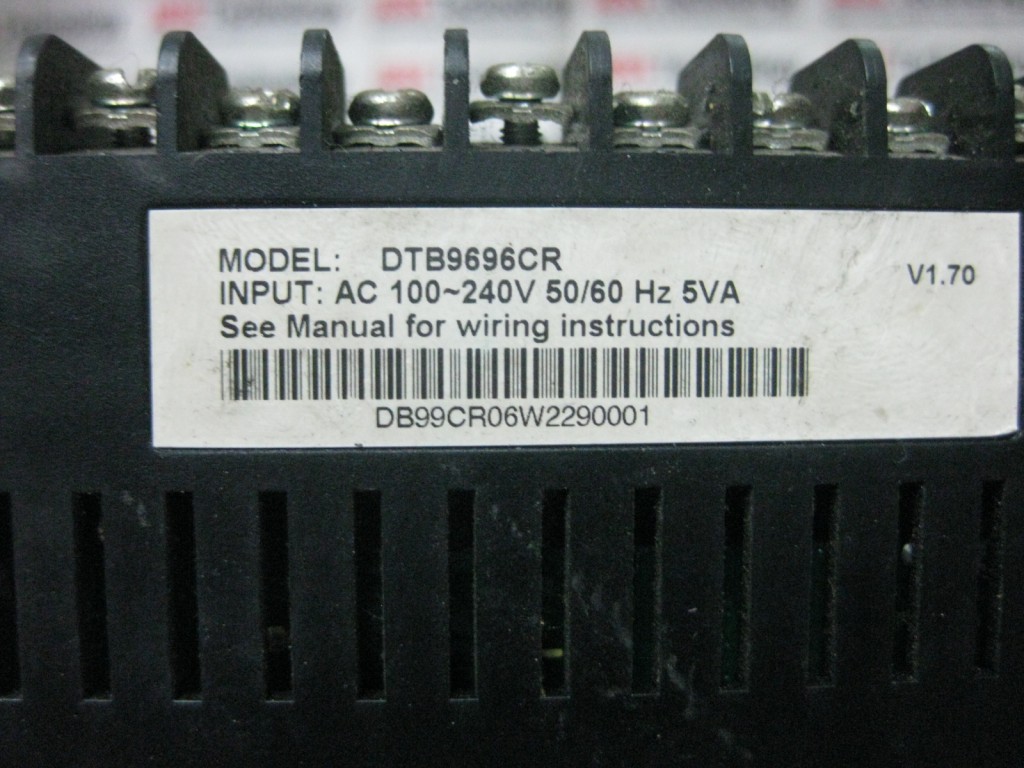 MODEL: DTB9696CR
V1.70
INPUT: AC 100~240V 50/60 Hz 5VA
See Manual for wiring instructions
DB99CR06W2290001